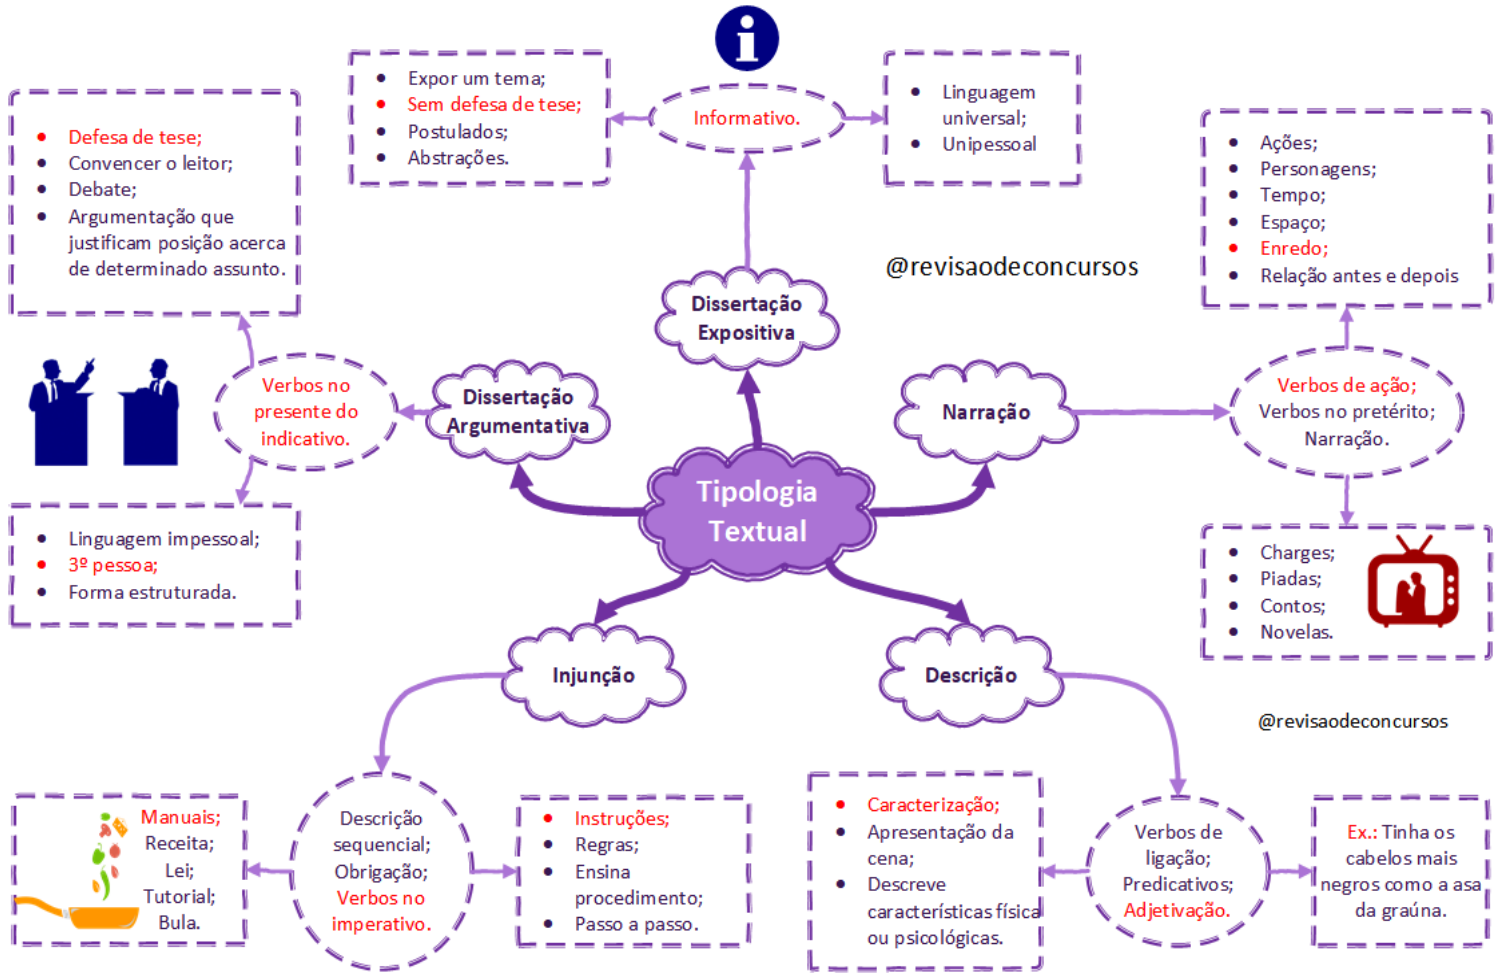 i
• Expor um tema;
• Sem defesa de tese;
• Postulados;
• Abstrações.
Informativo.
• Linguagem
universal;
• Unipessoal
• Defesa de tese;
• Convencer o leitor;
• Debate;
• Argumentação que
justificam posição acerca
de determinado assunto.
• Ações;
• Personagens;
• Tempo;
• Espaço;
• Enredo;
• Relação antes e depois
@revisaodeconcursos
Dissertação
Expositiva
Verbos no
presente do
indicativo.
Dissertação
Argumentativa
Narração
Verbos de ação;
Verbos no pretérito;
Narração.
Tipologia
Textual
• Linguagem impessoal;
• 3º pessoa;
• Forma estruturada.
• Charges;
• Piadas;
• Contos;
• Novelas.
Injunção
Descrição
@revisaodeconcursos
Manuais;
Receita;
Lei;
Tutorial;
Bula.
Descrição
sequencial;
Obrigação;
Verbos no
imperativo.
• Instruções;
• Regras;
• Ensina
procedimento;
• Passo a passo.
• Caracterização;
• Apresentação da
cena;
• Descreve
características física
ou psicológicas.
Verbos de
ligação;
Predicativos;
Adjetivação.
Ex.: Tinha os
cabelos mais
negros como a asa
da graúna.